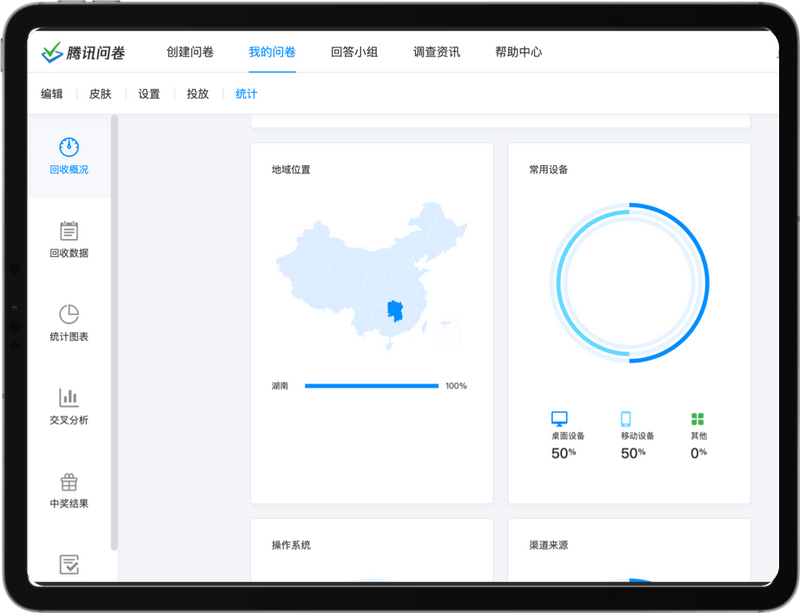 腾讯问卷 创建问卷 我的问卷 回答小组 调查资讯 帮助中心
编辑 皮肤 设置 投放 统计
回收概况
回收数据
统计图表
交叉分析
中奖结果
地域位置
湖南 100%
常用设备
桌面设备 移动设备 其他
50% 50% 0%
操作系统
渠道来源